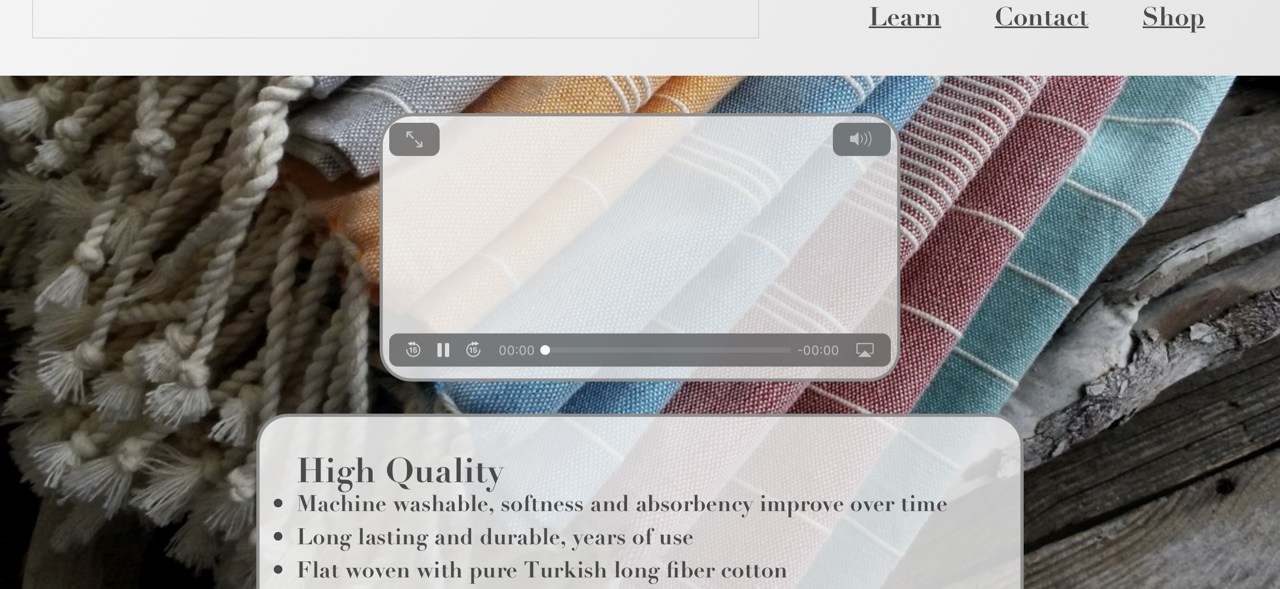 Learn Contact Shop
15 15 00:00 -00:00
High Quality
Machine washable, softness and absorbency improve over time
Long lasting and durable, years of use
Flat woven with pure Turkish long fiber cotton